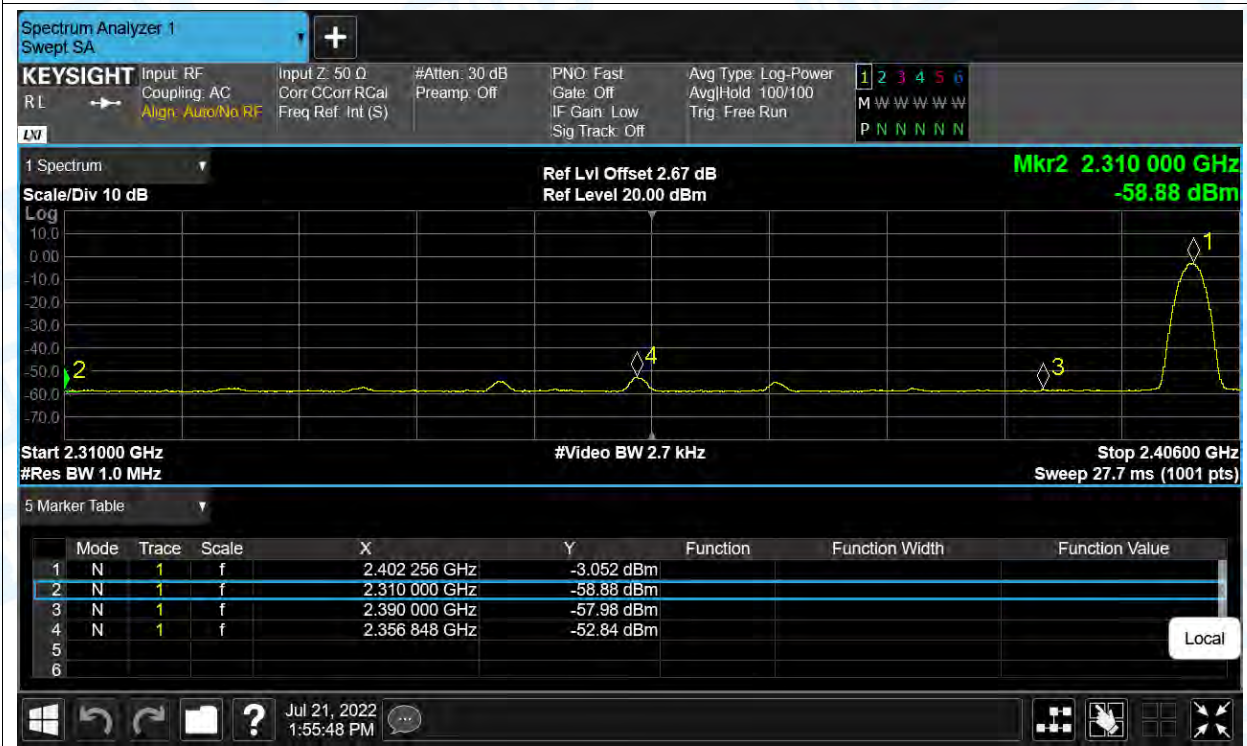 Spectrum Analyzer 1
Swept SA
+
KEYSIGHT Input: RF Input Z: 50 Ω #Atten: 30 dB PNO: Fast Avg Type: Log-Power 1 2 3 4 5 6
R L Coupling: AC Corr CCorr RCal Preamp: Off Gate: Off Avg|Hold: 100/100 M W W W W W
Align: Auto/No RF Freq Ref: Int (S) IF Gain: Low Trig: Free Run
LXI Sig Track: Off P N N N N N
1 Spectrum Ref Lvl Offset 2.67 dB Mkr2 2.310 000 GHz
Scale/Div 10 dB Ref Level 20.00 dBm -58.88 dBm
Log
10.0
1
0.00
-10.0
-20.0
-30.0
-40.0
4
-50.0
2 3
-60.0
-70.0
Start 2.31000 GHz #Video BW 2.7 kHz Stop 2.40600 GHz
#Res BW 1.0 MHz Sweep 27.7 ms (1001 pts)
5 Marker Table
Mode Trace Scale X Y Function Function Width Function Value
1 N 1 f 2.402 256 GHz -3.052 dBm
2 N 1 f 2.310 000 GHz -58.88 dBm
3 N 1 f 2.390 000 GHz -57.98 dBm
4 N 1 f 2.356 848 GHz -52.84 dBm
5
6
Local
? Jul 21, 2022
1:55:48 PM